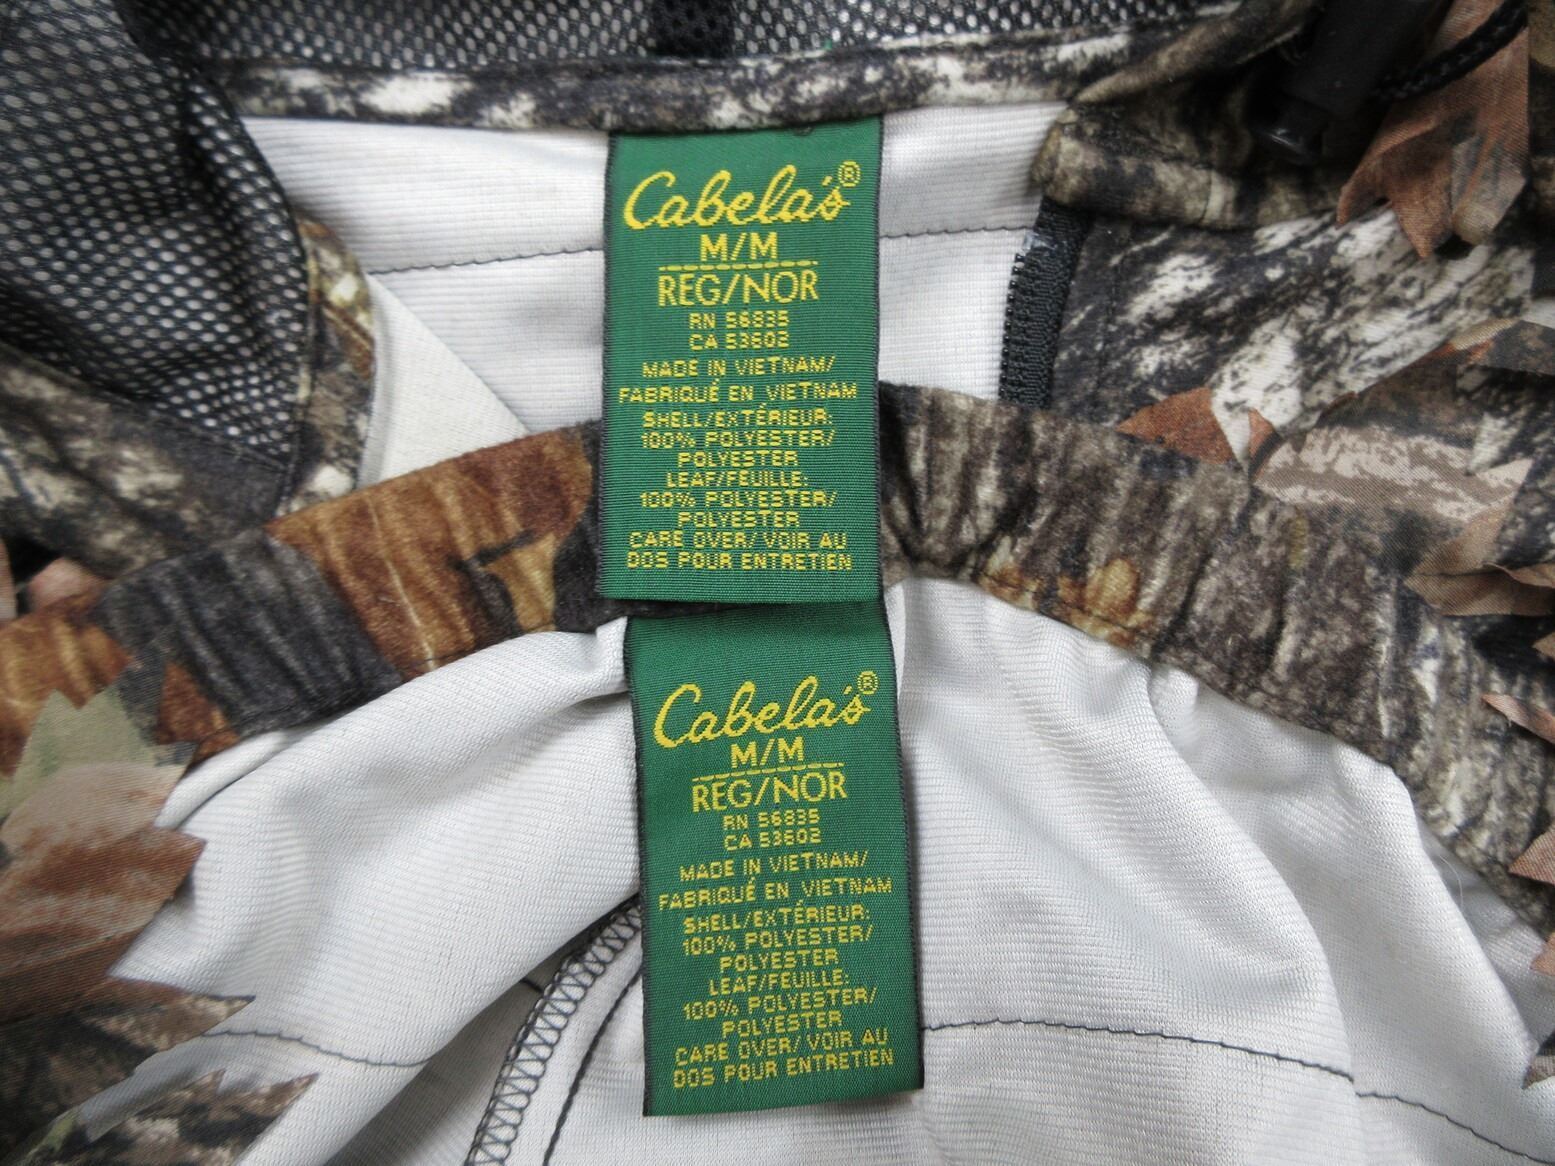 Cabela's®
M/M
REG/NOR
RN 56835
CA 53602
MADE IN VIETNAM/
FABRIQUÉ EN VIETNAM
SHELL/EXTÉRIEUR:
100% POLYESTER/
POLYESTER
LEAF/FEUILLE:
100% POLYESTER/
POLYESTER
CARE OVER/ VOIR AU
DOS POUR ENTRETIEN
Cabela's®
M/M
REG/NOR
RN 56835
CA 53602
MADE IN VIETNAM/
FABRIQUÉ EN VIETNAM
SHELL/EXTÉRIEUR:
100% POLYESTER/
POLYESTER
LEAF/FEUILLE:
100% POLYESTER/
POLYESTER
CARE OVER/ VOIR AU
DOS POUR ENTRETIEN